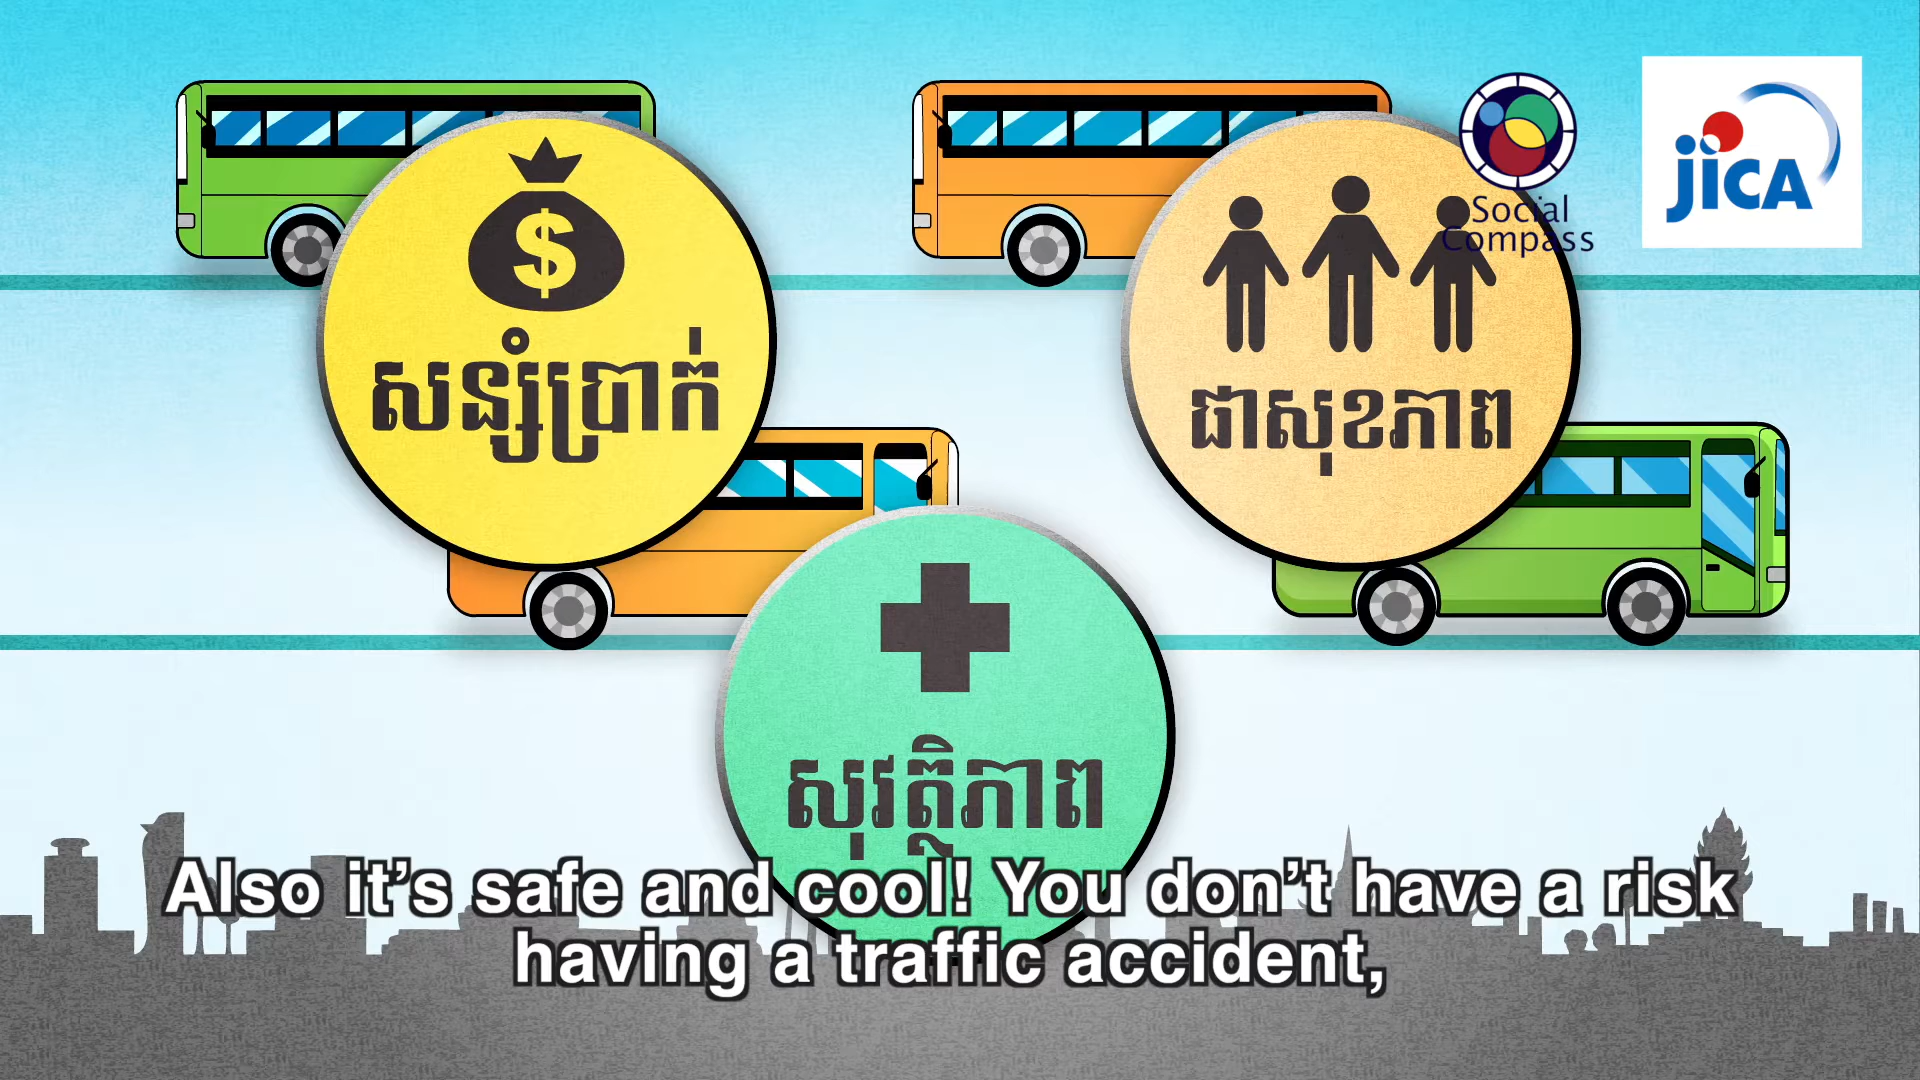 Social
Compass
jica
$
សន្សំប្រាក់
ផាសុខភាព
សុវត្ថិភាព
Also it’s safe and cool! You don’t have a risk
having a traffic accident,